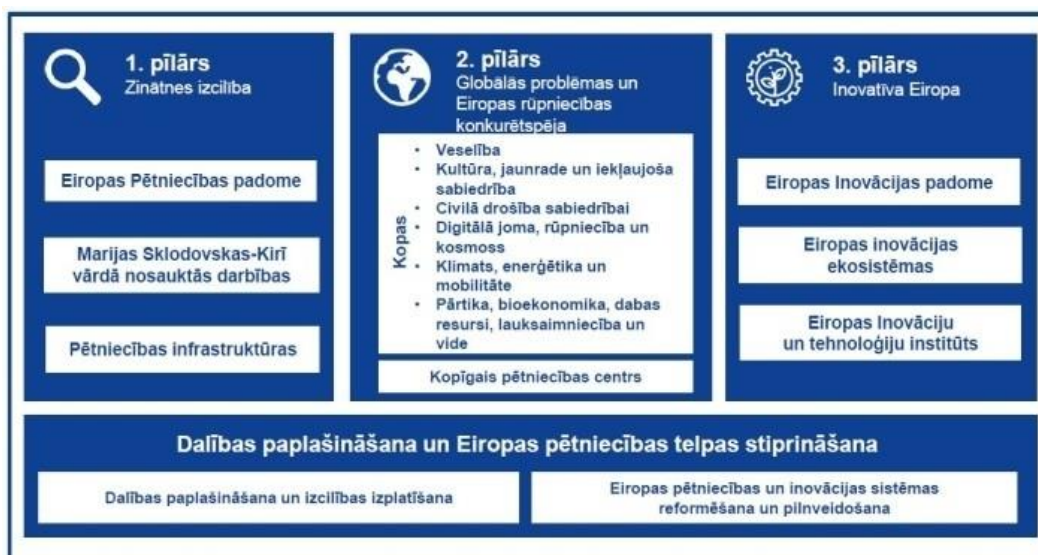 1. pīlārs
Zinātnes izcilība
Eiropas Pētniecības padome
Marijas Sklodovskas-Kirī
vārdā nosauktās darbības
Pētniecības infrastruktūras
2. pīlārs
Globālās problēmas un
Eiropas rūpniecības
konkurētspēja
Kopas
• Veselība
• Kultūra, jaunrade un iekļaujoša
sabiedrība
• Civilā drošība sabiedrībai
• Digitālā joma, rūpniecība un
kosmoss
• Klimats, enerģētika un
mobilitāte
• Pārtika, bioekonomika, dabas
resursi, lauksaimniecība un
vide
Kopīgais pētniecības centrs
3. pīlārs
Inovatīva Eiropa
Eiropas Inovācijas padome
Eiropas inovācijas
ekosistēmas
Eiropas Inovāciju
un tehnoloģiju institūts
Dalības paplašināšana un Eiropas pētniecības telpas stiprināšana
Dalības paplašināšana un izcilības izplatīšana
Eiropas pētniecības un inovācijas sistēmas
reformēšana un pilnveidošana